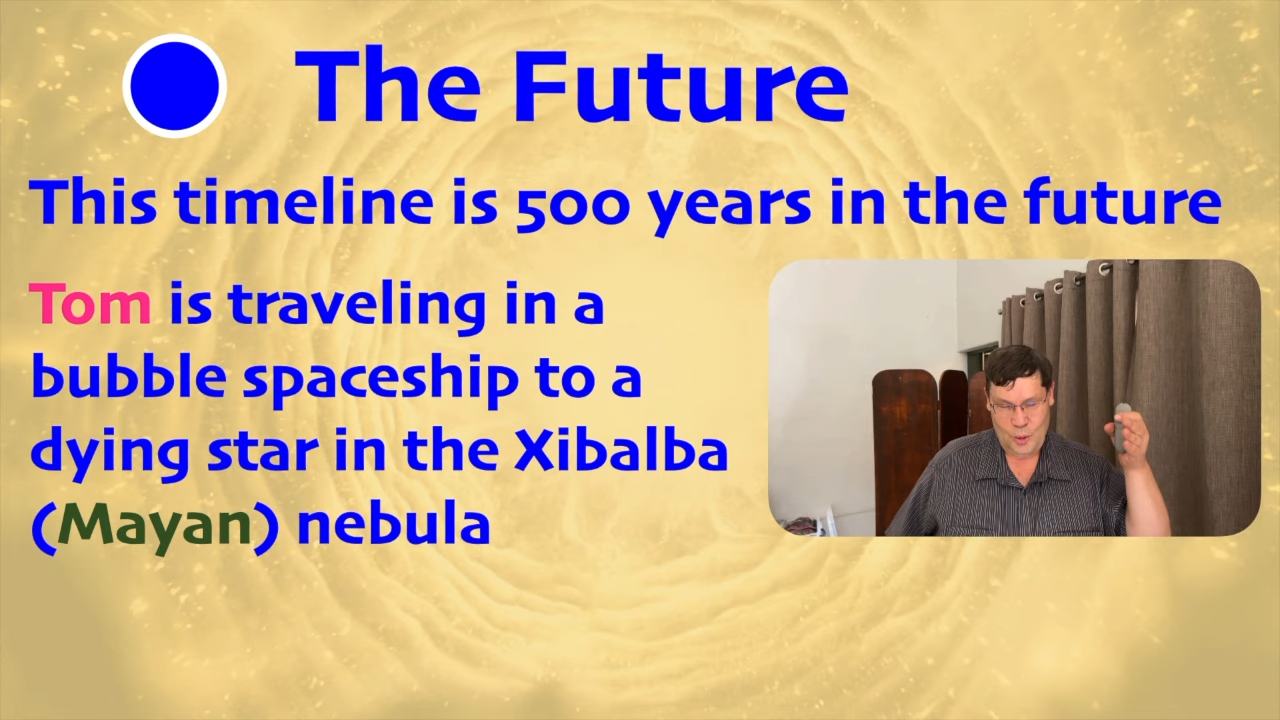 The Future
This timeline is 500 years in the future
Tom is traveling in a
bubble spaceship to a
dying star in the Xibalba
(Mayan) nebula